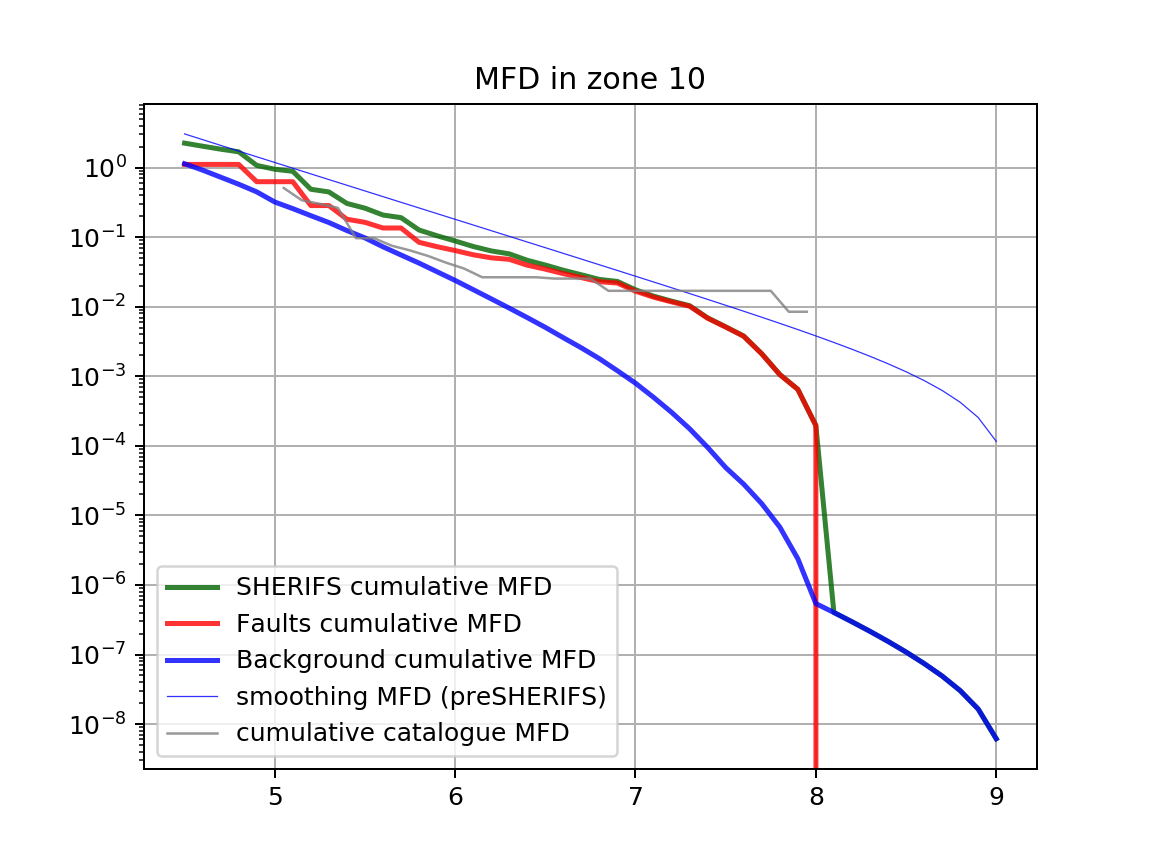 MFD in zone 10
10⁰
10⁻¹
10⁻²
10⁻³
10⁻⁴
10⁻⁵
10⁻⁶
10⁻⁷
10⁻⁸
SHERIFS cumulative MFD
Faults cumulative MFD
Background cumulative MFD
smoothing MFD (preSHERIFS)
cumulative catalogue MFD
5 6 7 8 9